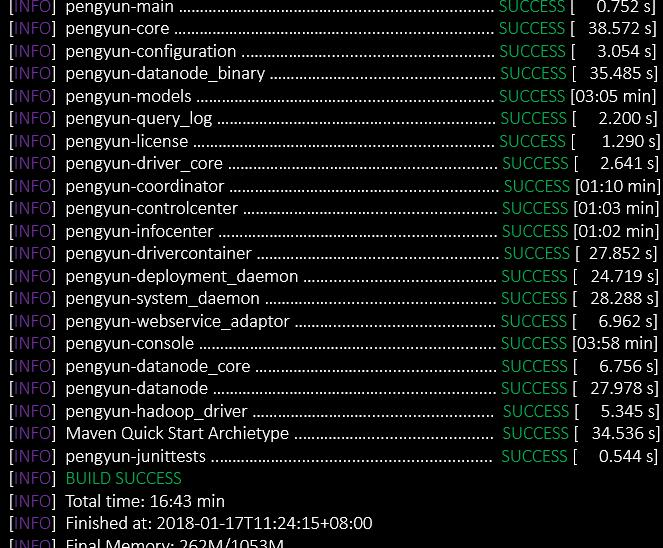 [INFO] pengyun-main ........................................................................ SUCCESS [ 0.752 s]
[INFO] pengyun-core ........................................................................ SUCCESS [ 38.572 s]
[INFO] pengyun-configuration ........................................................ SUCCESS [ 3.054 s]
[INFO] pengyun-datanode_binary .................................................. SUCCESS [ 35.485 s]
[INFO] pengyun-models .................................................................... SUCCESS [03:05 min]
[INFO] pengyun-query_log .............................................................. SUCCESS [ 2.200 s]
[INFO] pengyun-license .................................................................... SUCCESS [ 1.290 s]
[INFO] pengyun-driver_core ............................................................ SUCCESS [ 2.641 s]
[INFO] pengyun-coordinator ........................................................... SUCCESS [01:10 min]
[INFO] pengyun-controlcenter ........................................................ SUCCESS [01:03 min]
[INFO] pengyun-infocenter .............................................................. SUCCESS [01:02 min]
[INFO] pengyun-drivercontainer ..................................................... SUCCESS [ 27.852 s]
[INFO] pengyun-deployment_daemon .......................................... SUCCESS [ 24.719 s]
[INFO] pengyun-system_daemon .................................................... SUCCESS [ 28.288 s]
[INFO] pengyun-webservice_adaptor ............................................. SUCCESS [ 6.962 s]
[INFO] pengyun-console ................................................................... SUCCESS [03:58 min]
[INFO] pengyun-datanode_core ...................................................... SUCCESS [ 6.756 s]
[INFO] pengyun-datanode ................................................................ SUCCESS [ 27.978 s]
[INFO] pengyun-hadoop_driver ....................................................... SUCCESS [ 5.345 s]
[INFO] Maven Quick Start Archietype ............................................. SUCCESS [ 34.536 s]
[INFO] pengyun-junittests ............................................................... SUCCESS [ 0.544 s]
[INFO] BUILD SUCCESS
[INFO] Total time: 16:43 min
[INFO] Finished at: 2018-01-17T11:24:15+08:00
[INFO] Final Memory: 262M/1053M